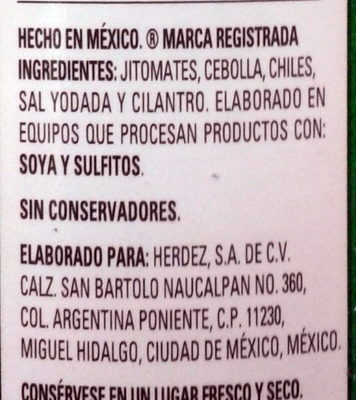 HECHO EN MÉXICO. ® MARCA REGISTRADA
INGREDIENTES: JITOMATES, CEBOLLA, CHILES,
SAL YODADA Y CILANTRO. ELABORADO EN
EQUIPOS QUE PROCESAN PRODUCTOS CON:
SOYA Y SULFITOS.
SIN CONSERVADORES.
ELABORADO PARA: HERDEZ, S.A. DE C.V.
CALZ. SAN BARTOLO NAUCALPAN NO. 360,
COL. ARGENTINA PONIENTE, C.P. 11230,
MIGUEL HIDALGO, CIUDAD DE MÉXICO, MÉXICO.
CONSÉRVESE EN UN LUGAR FRESCO Y SECO.